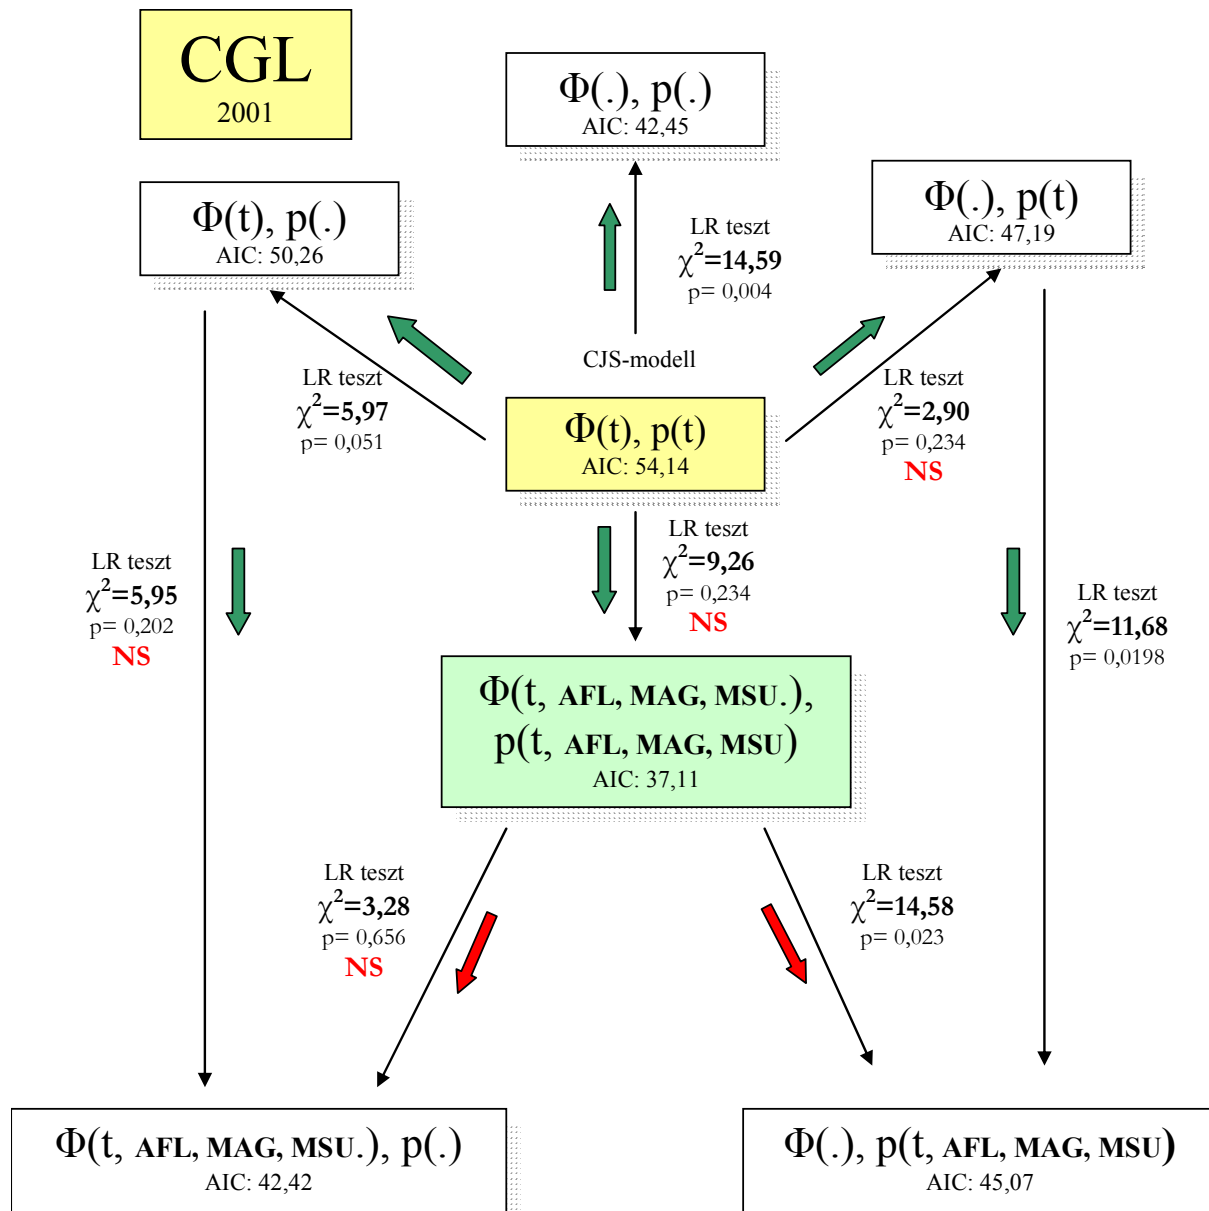 CGL
2001
Φ(.), p(.)
AIC: 42,45
Φ(t), p(.)
AIC: 50,26
Φ(.), p(t)
AIC: 47,19
LR teszt
χ²=14,59
p= 0,004
CJS-modell
LR teszt
χ²=5,97
p= 0,051
Φ(t), p(t)
AIC: 54,14
LR teszt
χ²=2,90
p= 0,234
NS
LR teszt
χ²=5,95
p= 0,202
NS
LR teszt
χ²=9,26
p= 0,234
NS
LR teszt
χ²=11,68
p= 0,0198
Φ(t, AFL, MAG, MSU.),
p(t, AFL, MAG, MSU)
AIC: 37,11
LR teszt
χ²=3,28
p= 0,656
NS
LR teszt
χ²=14,58
p= 0,023
Φ(t, AFL, MAG, MSU.), p(.)
AIC: 42,42
Φ(.), p(t, AFL, MAG, MSU)
AIC: 45,07